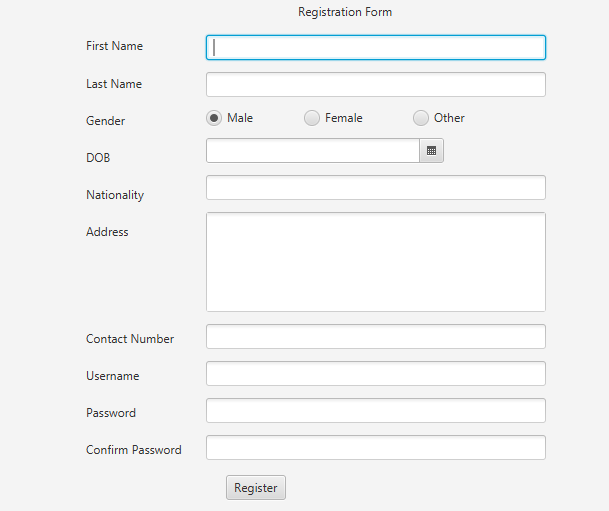 Registration Form
First Name
Last Name
Gender Male Female Other
DOB
Nationality
Address
Contact Number
Username
Password
Confirm Password
Register